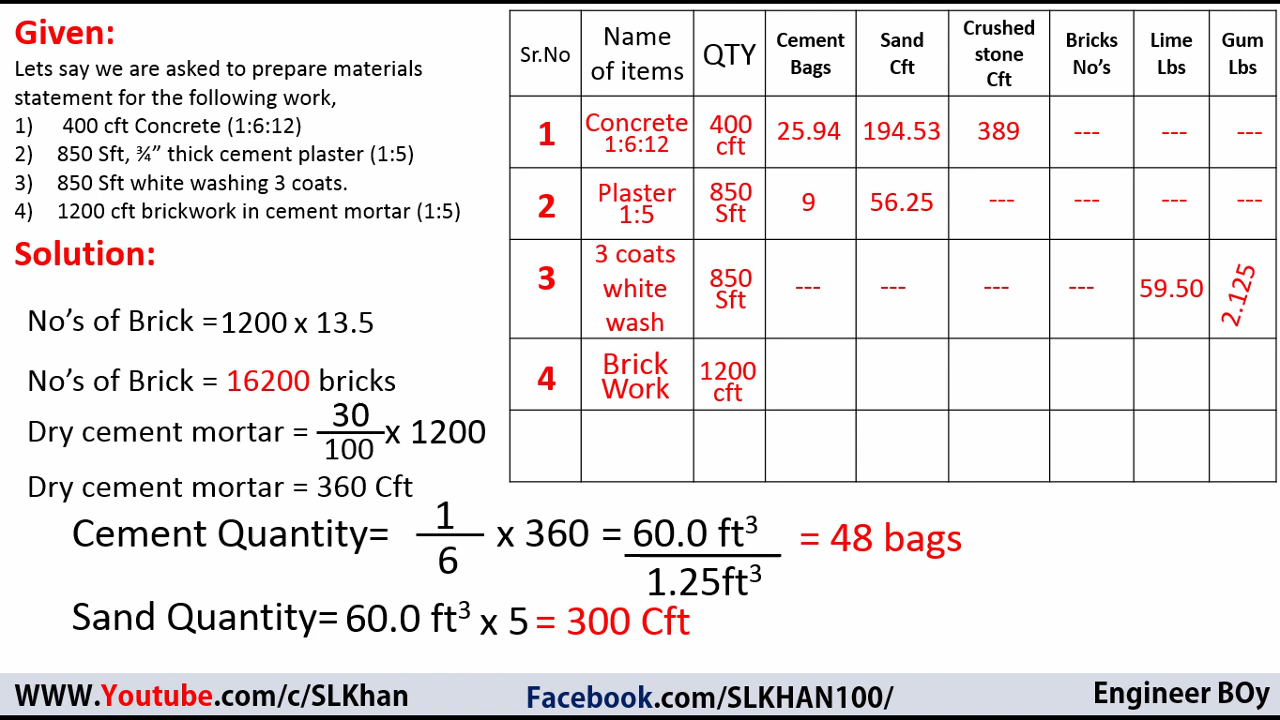 Given:
Lets say we are asked to prepare materials
statement for the following work,
1) 400 cft Concrete (1:6:12)
2) 850 Sft, ¾” thick cement plaster (1:5)
3) 850 Sft white washing 3 coats.
4) 1200 cft brickwork in cement mortar (1:5)
Solution:
No’s of Brick = 1200 x 13.5
No’s of Brick = 16200 bricks
Dry cement mortar = 30/100 x 1200
Dry cement mortar = 360 Cft
Cement Quantity= 1/6 x 360 = 60.0 ft³/1.25ft³ = 48 bags
Sand Quantity= 60.0 ft³ x 5 = 300 Cft
Sr.No Name of items QTY Cement Bags Sand Cft Crushed stone Cft Bricks No’s Lime Lbs Gum Lbs
1 Concrete 1:6:12 400 cft 25.94 194.53 389 --- --- ---
2 Plaster 1:5 850 Sft 9 56.25 --- --- --- ---
3 3 coats white wash 850 Sft --- --- --- --- 59.50 2.125
4 Brick Work 1200 cft
WWW.Youtube.com/c/SLKhan
Facebook.com/SLKHAN100/
Engineer BOy